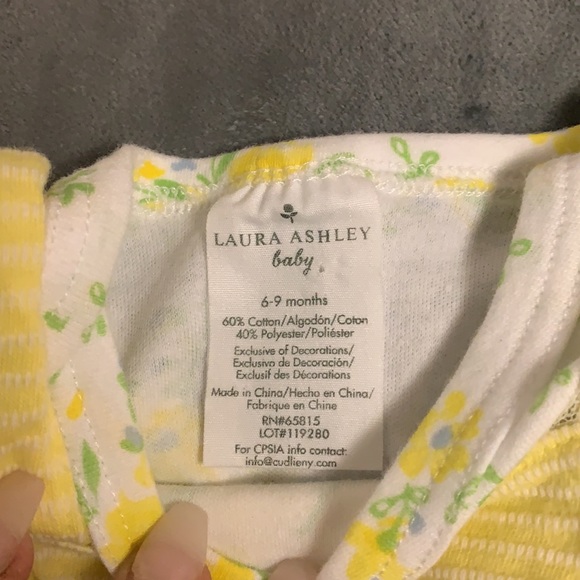 LAURA ASHLEY
baby
6-9 months
60% Cotton/Algodón/Coton
40% Polyester/Poliéster
Exclusive of Decorations/
Exclusiva de Decoración/
Exclusif des Décorations
Made in China/Hecho en China/
Fabrique en Chine
RN#65815
LOT#119280
For CPSIA info contact:
info@cudlieny.com